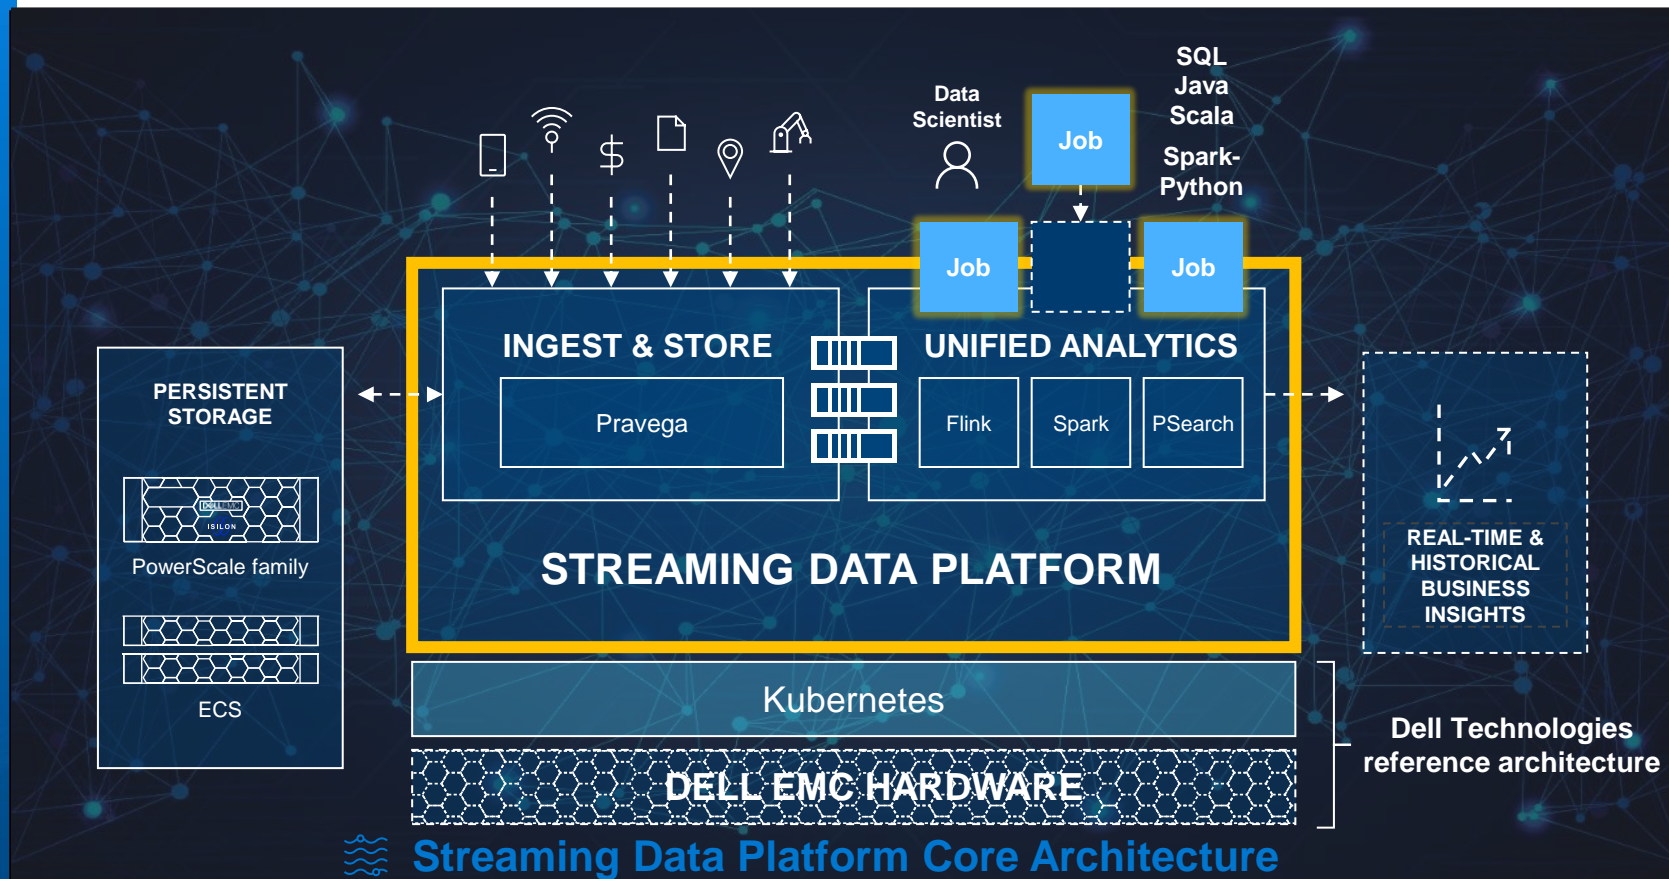 Data
Scientist
Job
SQL
Java
Scala
Spark-
Python
Job
Job
INGEST & STORE
Pravega
UNIFIED ANALYTICS
Flink
Spark
PSearch
STREAMING DATA PLATFORM
PERSISTENT
STORAGE
DELLEMC
ISILON
PowerScale family
ECS
REAL-TIME &
HISTORICAL
BUSINESS
INSIGHTS
Kubernetes
DELL EMC HARDWARE
Dell Technologies
reference architecture
Streaming Data Platform Core Architecture